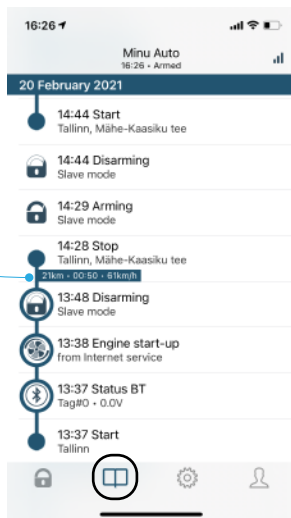 16:26
Minu Auto
16:26 • Armed
20 February 2021
14:44 Start
Tallinn, Mähe-Kaasiku tee
14:44 Disarming
Slave mode
14:29 Arming
Slave mode
14:28 Stop
Tallinn, Mähe-Kaasiku tee
21km • 00:50 • 61km/h
13:48 Disarming
Slave mode
13:38 Engine start-up
from Internet service
13:37 Status BT
Tag#0 • 0.0V
13:37 Start
Tallinn